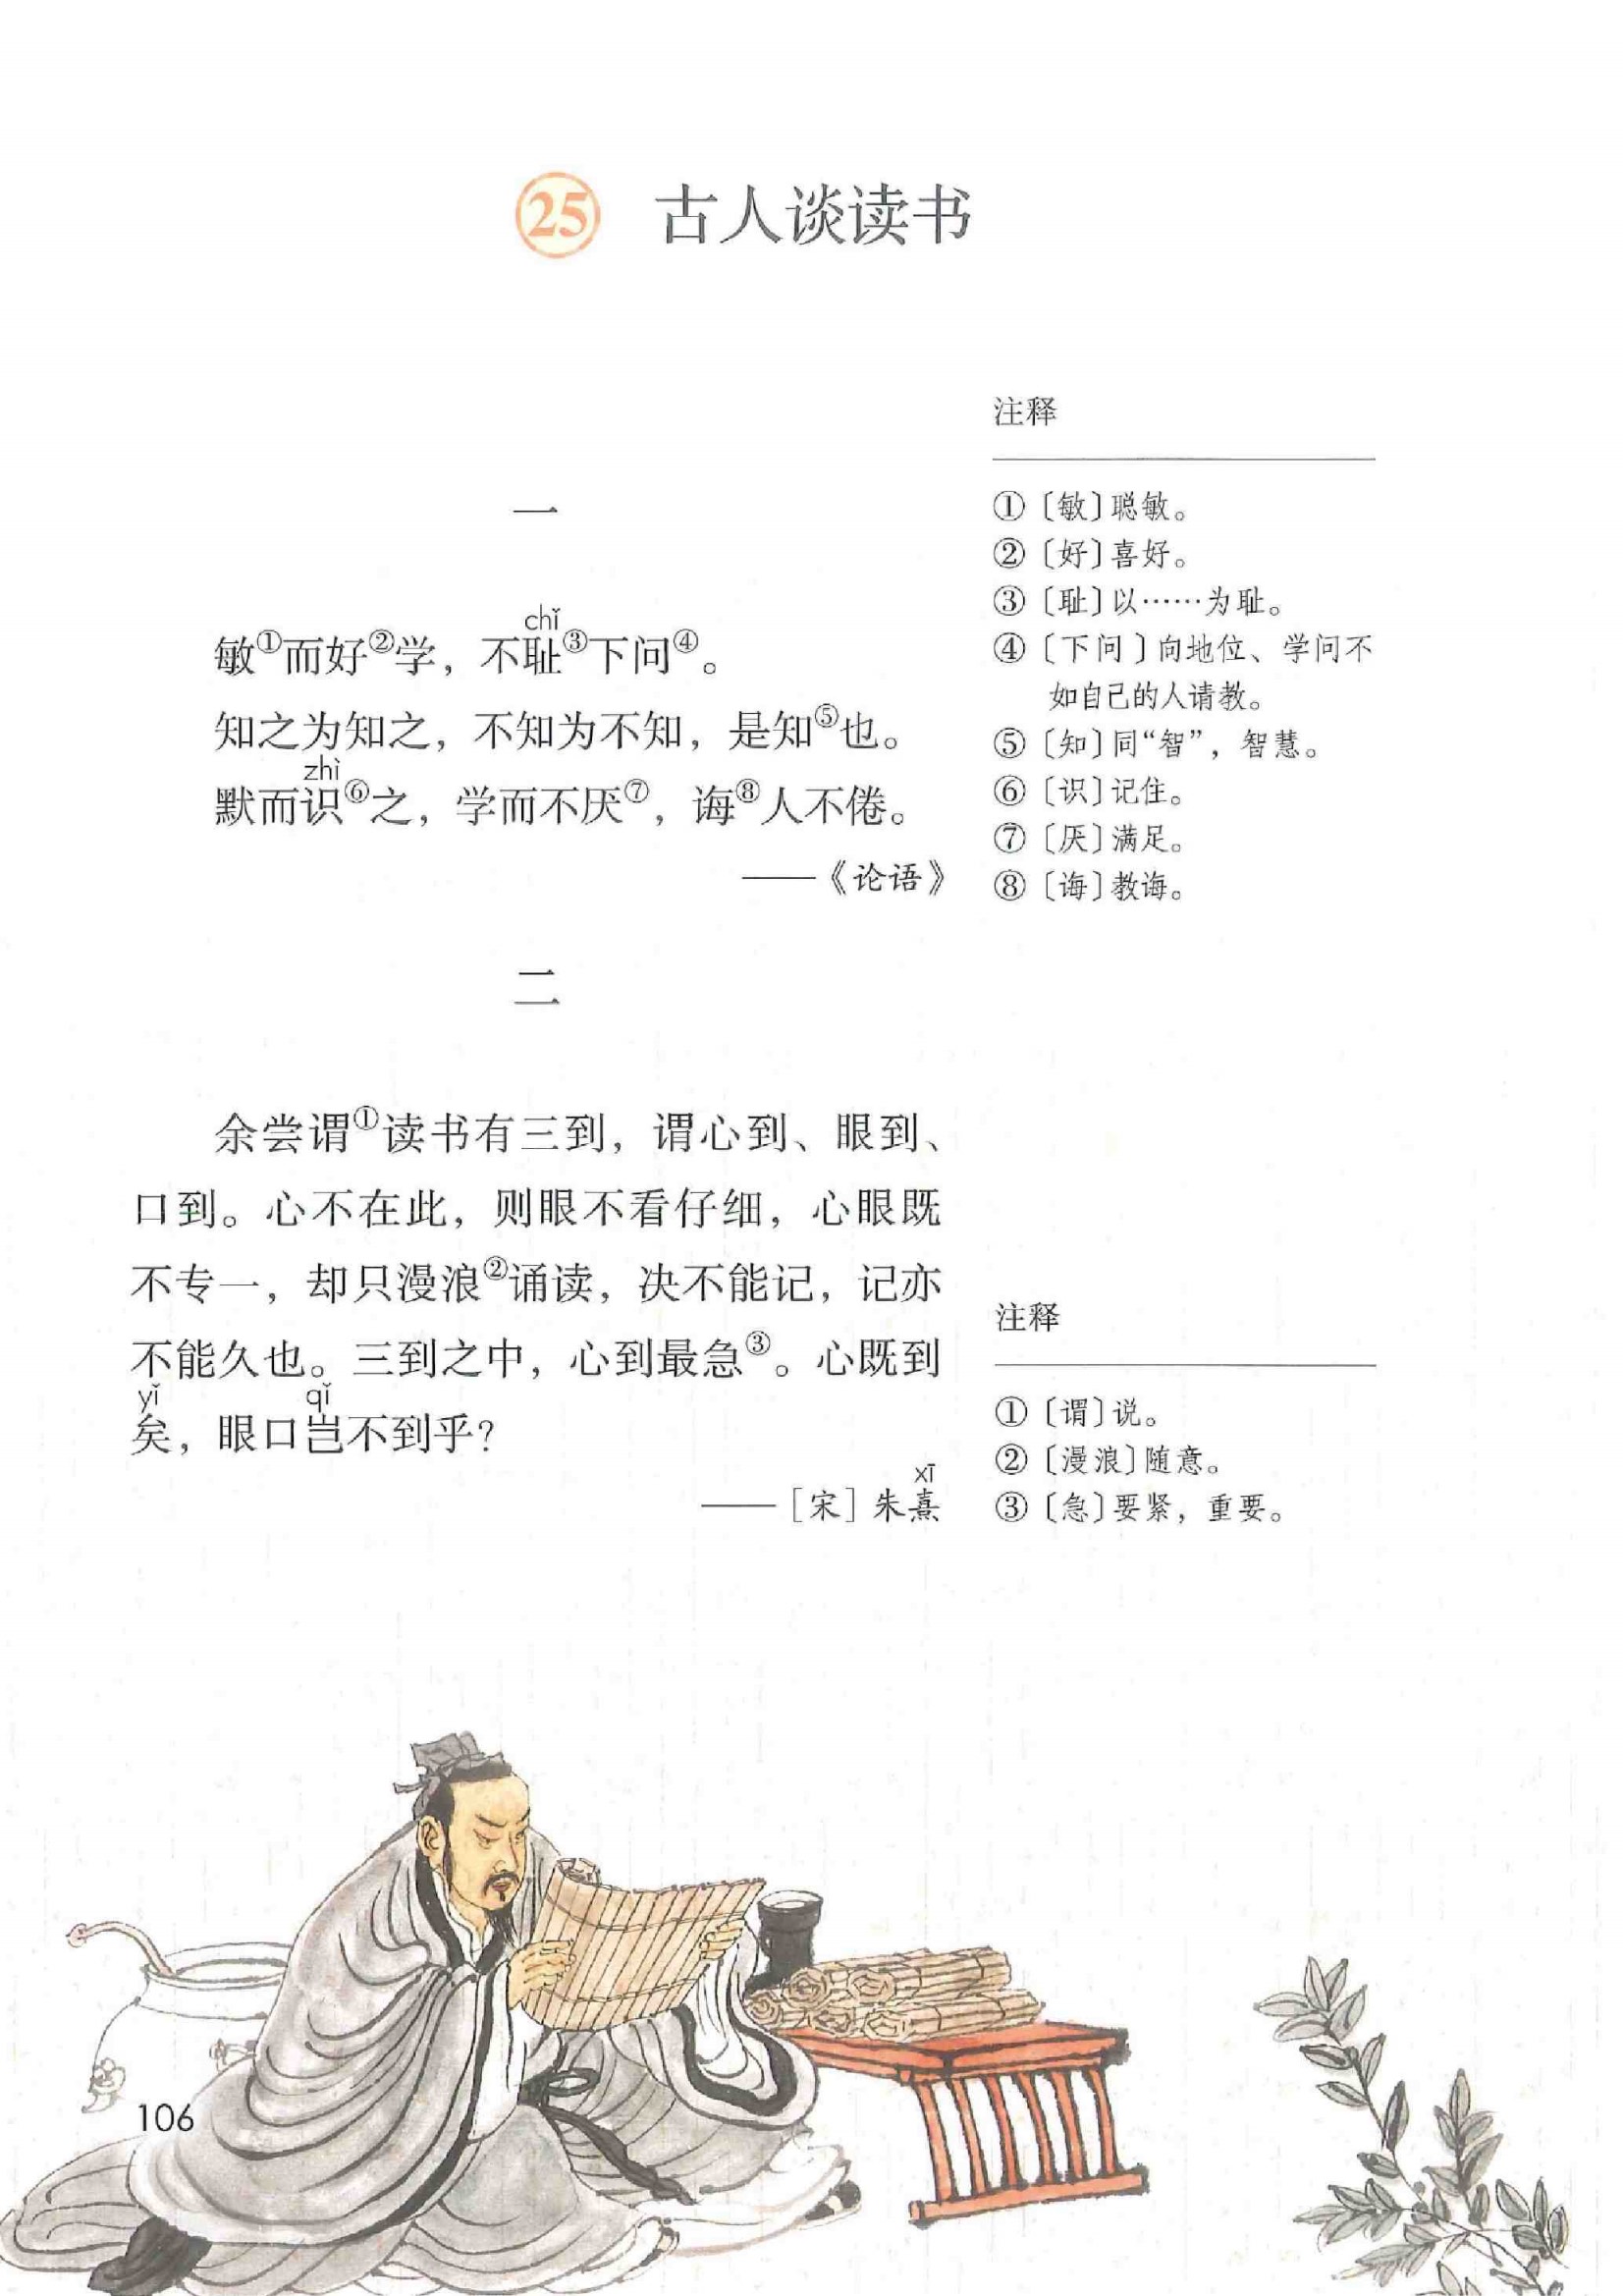 25 古人谈读书
一
chǐ
敏①而好②学，不耻③下问④。
知之为知之，不知为不知，是知⑤也。
zhì
默而识⑥之，学而不厌⑦，诲⑧人不倦。
——《论语》
注释
①〔敏〕聪敏。
②〔好〕喜好。
③〔耻〕以……为耻。
④〔下问〕向地位、学问不
如自己的人请教。
⑤〔知〕同“智”，智慧。
⑥〔识〕记住。
⑦〔厌〕满足。
⑧〔诲〕教诲。
二
余尝谓①读书有三到，谓心到、眼到、
口到。心不在此，则眼不看仔细，心眼既
不专一，却只漫浪②诵读，决不能记，记亦
不能久也。三到之中，心到最急③。心既到
yǐ qǐ
矣，眼口岂不到乎？
xī
——［宋］朱熹
注释
①〔谓〕说。
②〔漫浪〕随意。
③〔急〕要紧，重要。
106